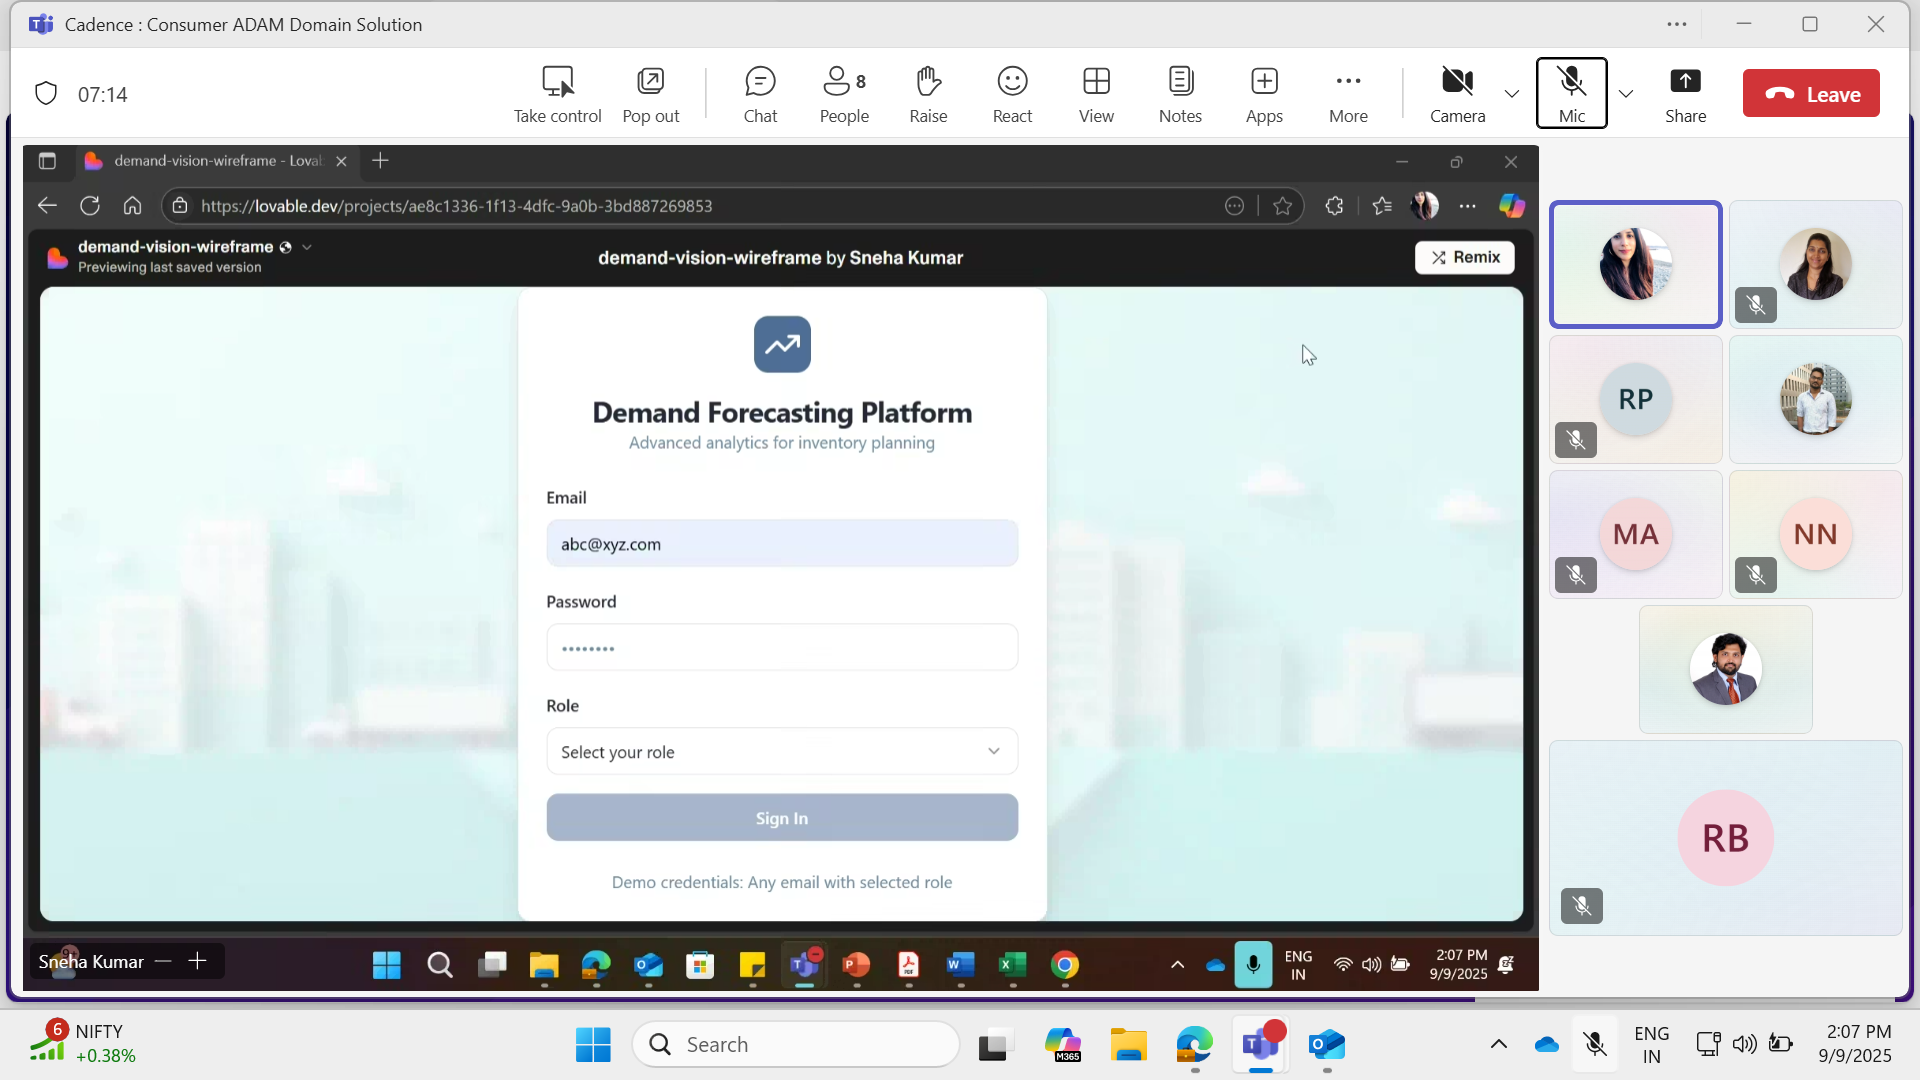 Cadence : Consumer ADAM Domain Solution
07:14
Take control
Pop out
Chat
8
People
Raise
React
View
Notes
Apps
More
Camera
Mic
Share
Leave
demand-vision-wireframe - Lovab
https://lovable.dev/projects/ae8c1336-1f13-4dfc-9a0b-3bd887269853
demand-vision-wireframe
Previewing last saved version
demand-vision-wireframe by Sneha Kumar
Remix
Demand Forecasting Platform
Advanced analytics for inventory planning
Email
abc@xyz.com
Password
••••••••
Role
Select your role
Sign In
Demo credentials: Any email with selected role
RP
MA
NN
RB
Sneha Kumar
ENG
IN
2:07 PM
9/9/2025
6
NIFTY
+0.38%
Search
M365
ENG
IN
2:07 PM
9/9/2025